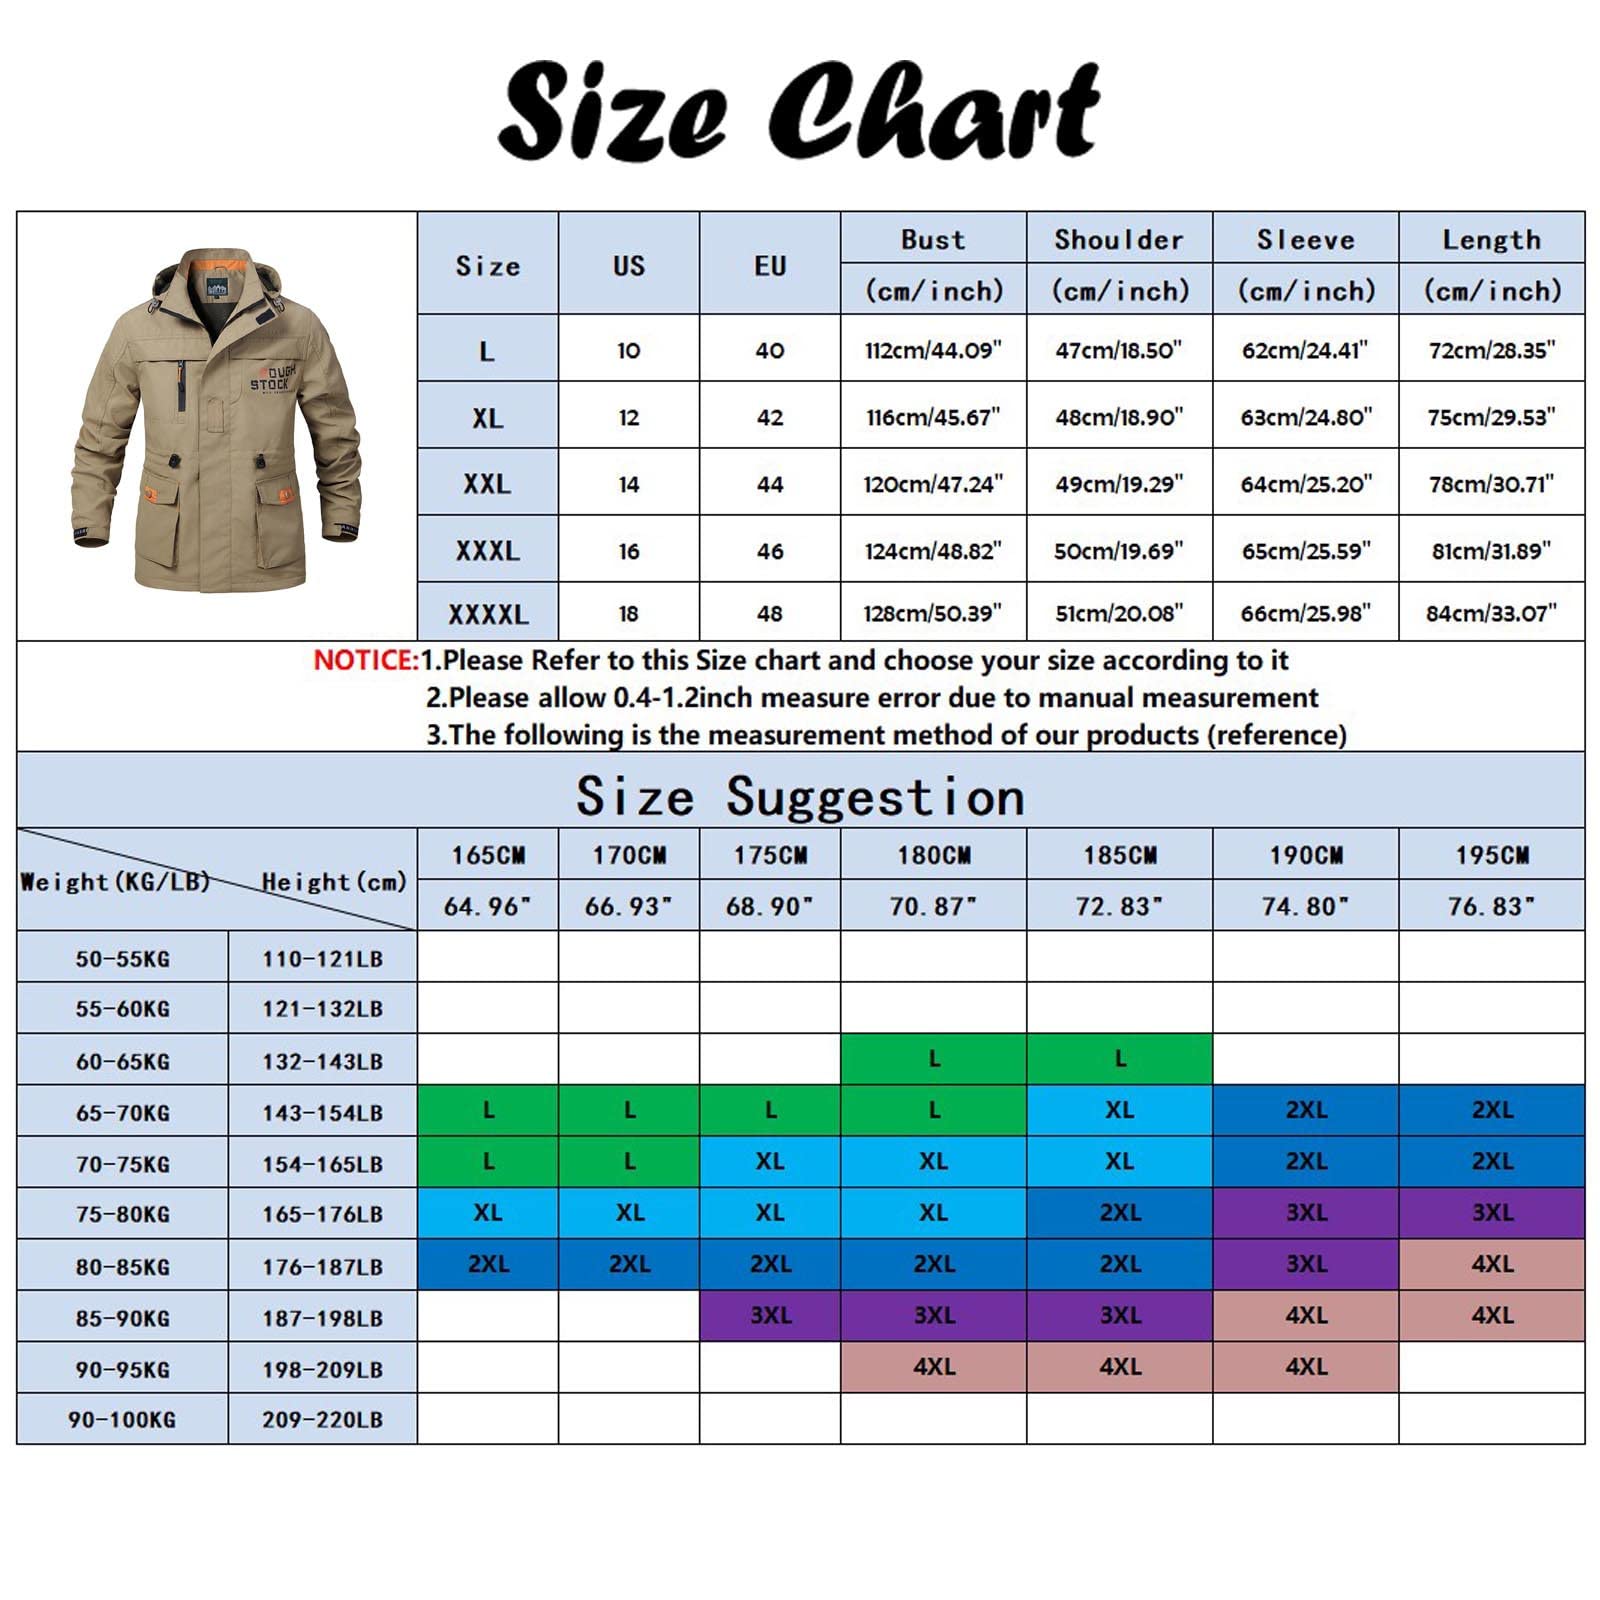 Size Chart
Size US EU Bust Shoulder Sleeve Length
(cm/inch) (cm/inch) (cm/inch) (cm/inch)
L 10 40 112cm/44.09" 47cm/18.50" 62cm/24.41" 72cm/28.35"
XL 12 42 116cm/45.67" 48cm/18.90" 63cm/24.80" 75cm/29.53"
XXL 14 44 120cm/47.24" 49cm/19.29" 64cm/25.20" 78cm/30.71"
XXXL 16 46 124cm/48.82" 50cm/19.69" 65cm/25.59" 81cm/31.89"
XXXXL 18 48 128cm/50.39" 51cm/20.08" 66cm/25.98" 84cm/33.07"
STOCK
NOTICE:1.Please Refer to this Size chart and choose your size according to it
2.Please allow 0.4-1.2inch measure error due to manual measurement
3.The following is the measurement method of our products (reference)
Size Suggestion
Weight(KG/LB) Height(cm) 165CM 170CM 175CM 180CM 185CM 190CM 195CM
64.96" 66.93" 68.90" 70.87" 72.83" 74.80" 76.83"
50-55KG 110-121LB
55-60KG 121-132LB
60-65KG 132-143LB L L
65-70KG 143-154LB L L L L XL 2XL 2XL
70-75KG 154-165LB L L XL XL XL 2XL 2XL
75-80KG 165-176LB XL XL XL XL 2XL 3XL 3XL
80-85KG 176-187LB 2XL 2XL 2XL 2XL 2XL 3XL 4XL
85-90KG 187-198LB 3XL 3XL 3XL 4XL 4XL
90-95KG 198-209LB 4XL 4XL 4XL
90-100KG 209-220LB